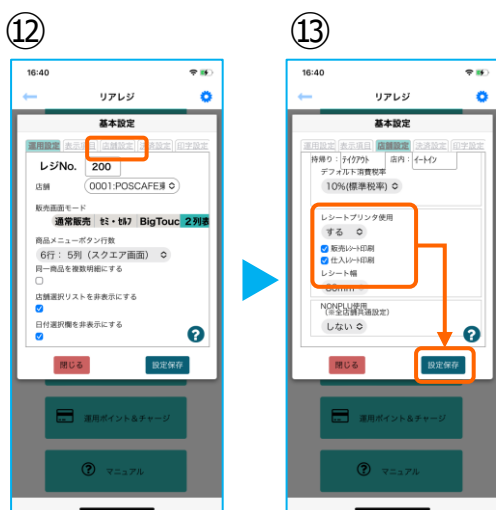 ⑫
16:40
リアレジ
基本設定
運用設定 表示項目 店舗設定 決済設定 印字設定
レジNo. 200
店舗 0001:POSCAFE
販売画面モード
通常販売 ｾﾐ・ｾﾙﾌ BigTouc 2列表
商品メニューボタン行数
6行： 5列（スクエア画面）
同一商品を複数明細にする
店舗選択リストを非表示にする
日付選択欄を非表示にする
?
閉じる 設定保存
運用ポイント&チャージ
マニュアル
⑬
16:40
リアレジ
基本設定
運用設定 表示項目 店舗設定 決済設定 印字設定
持帰り： ﾃｲｸｱｳﾄ 店内： ｲｰﾄｲﾝ
デフォルト消費税率
10%(標準税率)
レシートプリンタ使用
する
販売ﾚｼｰﾄ印刷
仕入ﾚｼｰﾄ印刷
レシート幅
NONPLU使用
(※全店舗共通設定)
しない
?
閉じる 設定保存
運用ポイント&チャージ
マニュアル